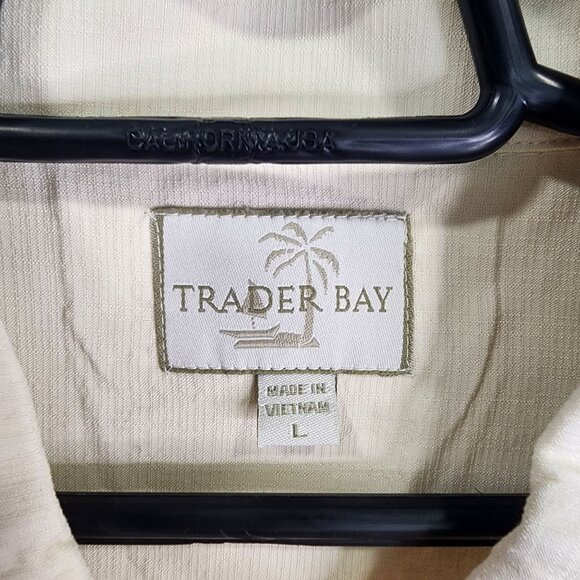 CALIFORNIA, USA
TRADER BAY
MADE IN
VIETNAM
L